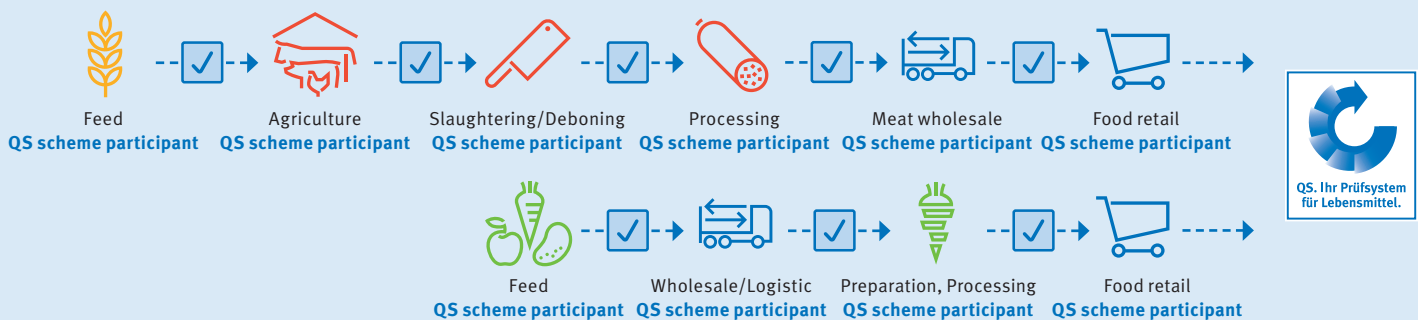 Feed
QS scheme participant
Agriculture
QS scheme participant
Slaughtering/Deboning
QS scheme participant
Processing
QS scheme participant
Meat wholesale
QS scheme participant
Food retail
QS scheme participant
QS. Ihr Prüfsystem
für Lebensmittel.
Feed
QS scheme participant
Wholesale/Logistic
QS scheme participant
Preparation, Processing
QS scheme participant
Food retail
QS scheme participant